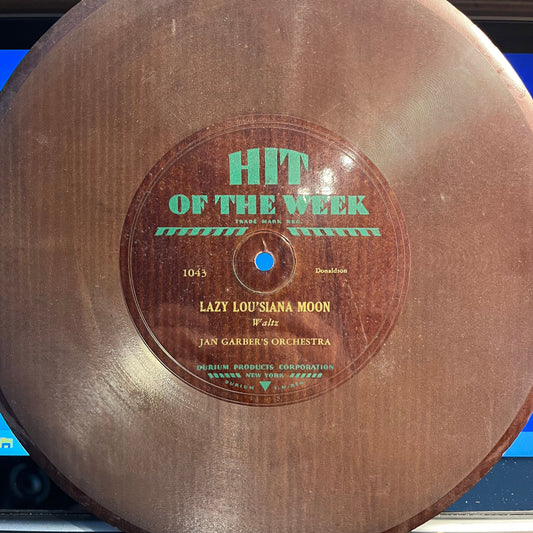 HIT
OF THE WEEK
TRADE MARK REG.
1043
Donaldson
LAZY LOU'SIANA MOON
Waltz
JAN GARBER'S ORCHESTRA
DURIUM PRODUCTS CORPORATION
NEW YORK
DURIUM